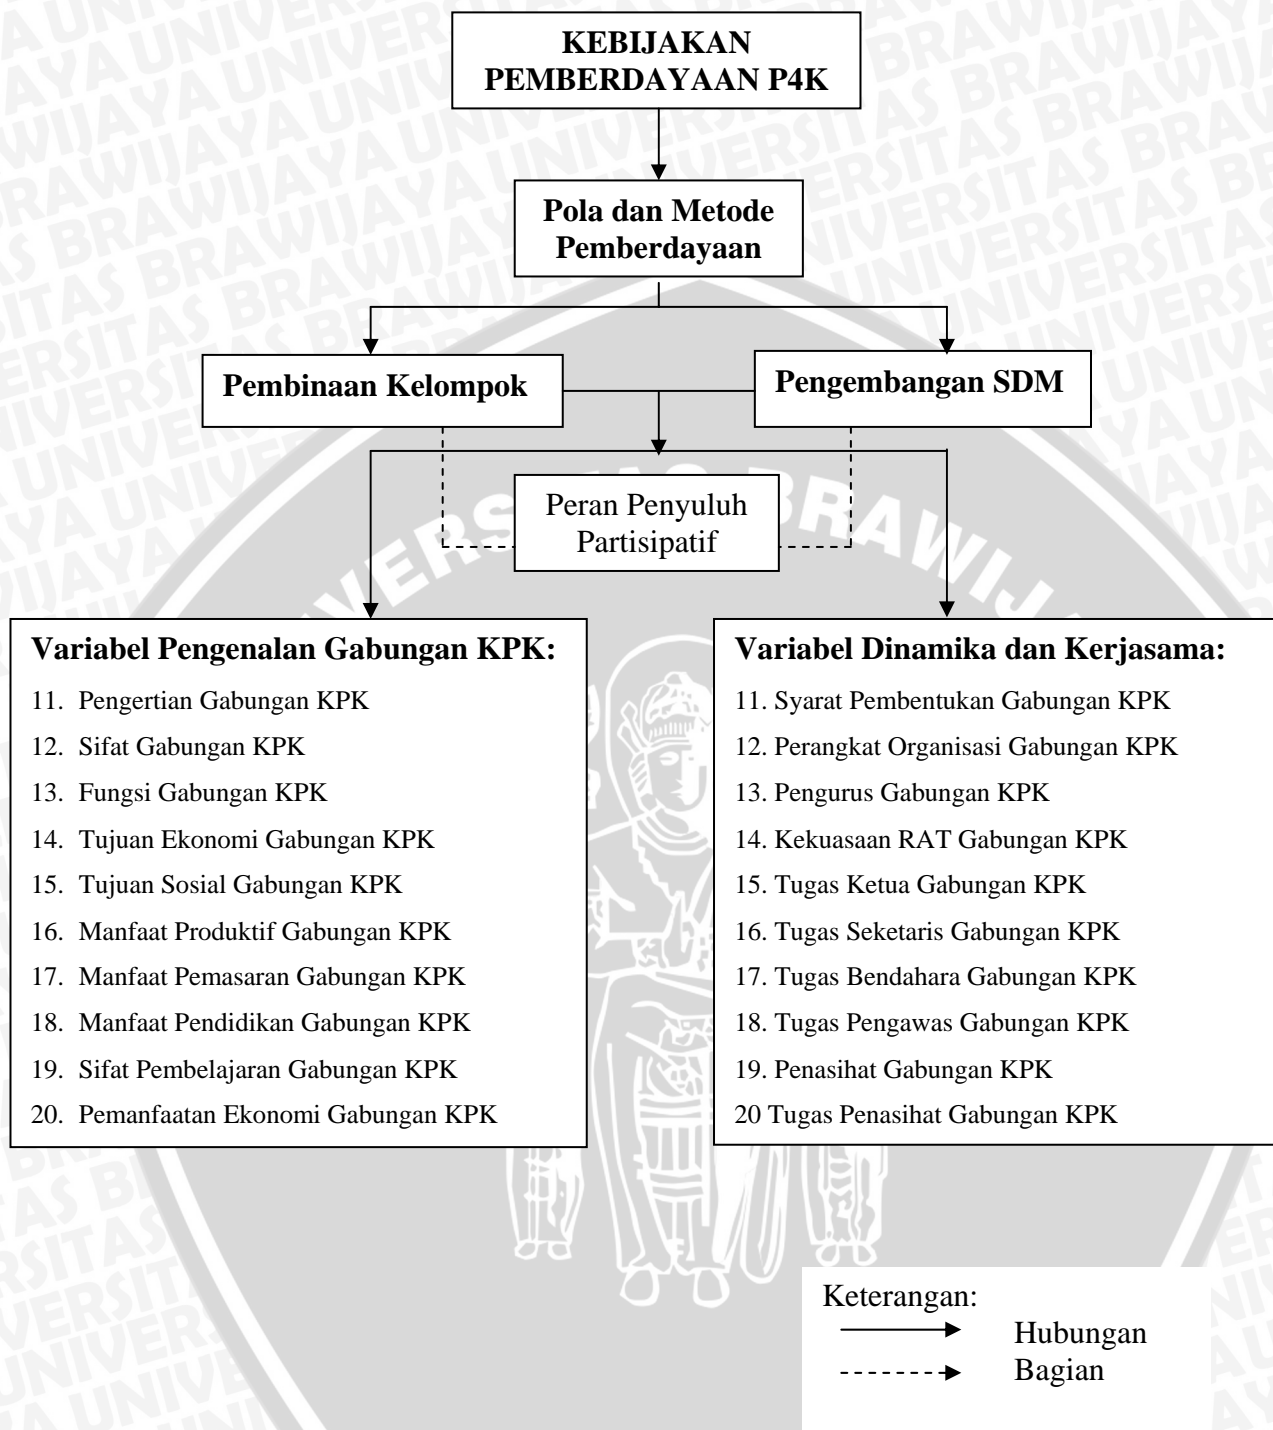 KEBIJAKAN
PEMBERDAYAAN P4K
Pola dan Metode
Pemberdayaan
Pembinaan Kelompok
Pengembangan SDM
Peran Penyuluh
Partisipatif
Variabel Pengenalan Gabungan KPK:
11. Pengertian Gabungan KPK
12. Sifat Gabungan KPK
13. Fungsi Gabungan KPK
14. Tujuan Ekonomi Gabungan KPK
15. Tujuan Sosial Gabungan KPK
16. Manfaat Produktif Gabungan KPK
17. Manfaat Pemasaran Gabungan KPK
18. Manfaat Pendidikan Gabungan KPK
19. Sifat Pembelajaran Gabungan KPK
20. Pemanfaatan Ekonomi Gabungan KPK
Variabel Dinamika dan Kerjasama:
11. Syarat Pembentukan Gabungan KPK
12. Perangkat Organisasi Gabungan KPK
13. Pengurus Gabungan KPK
14. Kekuasaan RAT Gabungan KPK
15. Tugas Ketua Gabungan KPK
16. Tugas Seketaris Gabungan KPK
17. Tugas Bendahara Gabungan KPK
18. Tugas Pengawas Gabungan KPK
19. Penasihat Gabungan KPK
20 Tugas Penasihat Gabungan KPK
Keterangan:
Hubungan
Bagian